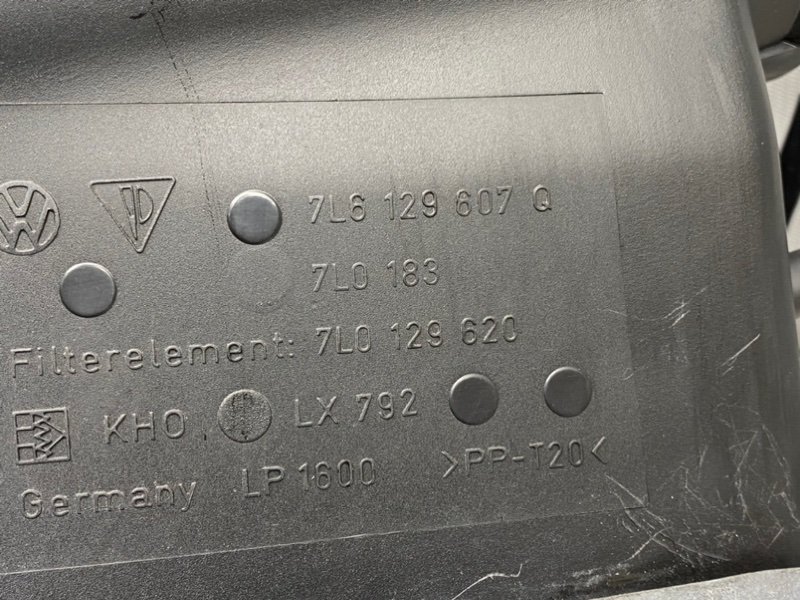 7L6 129 607 Q
7L0 183
Filterelement: 7L0 129 620
KHO LX 792
Germany LP 1600 >PP-T20<